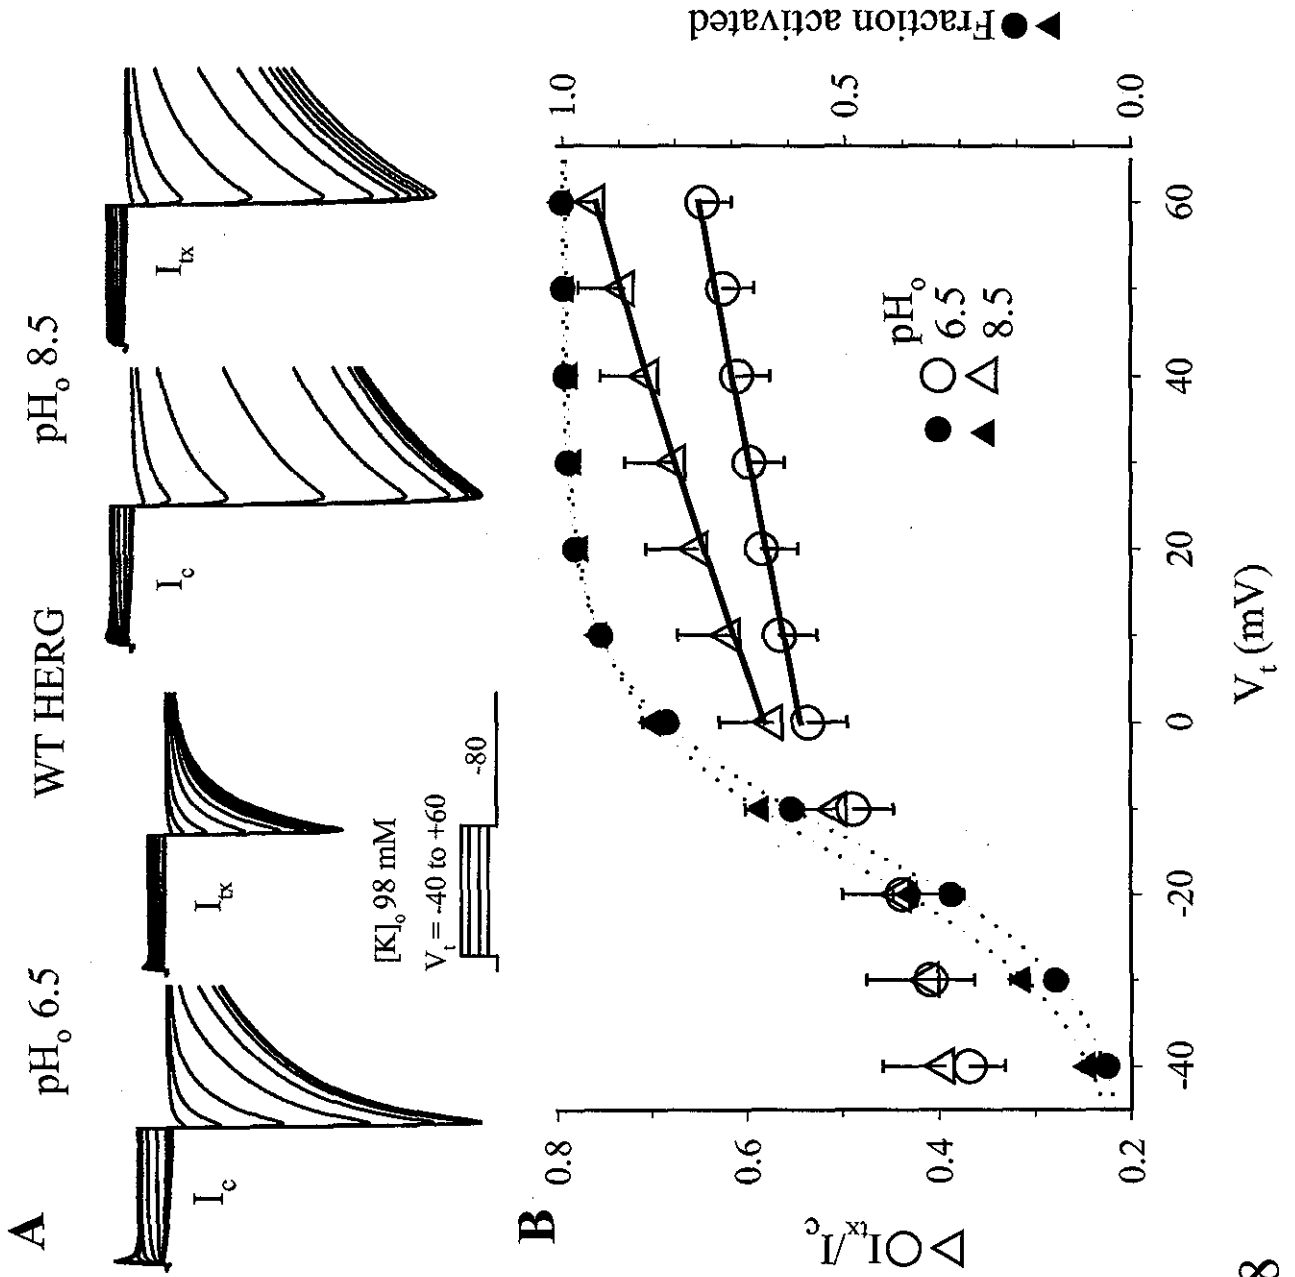 A
WT HERG
pHo 6.5
pHo 8.5
Ic
Itx
Ic
Itx
[K]o 98 mM
Vt = -40 to +60
-80
B
△○Itx/Ic
0.8
0.6
0.4
0.2
1.0
0.5
0.0
●▲ Fraction activated
pHo
● ○ 6.5
▲ △ 8.5
-40 -20 0 20 40 60
Vt (mV)
8